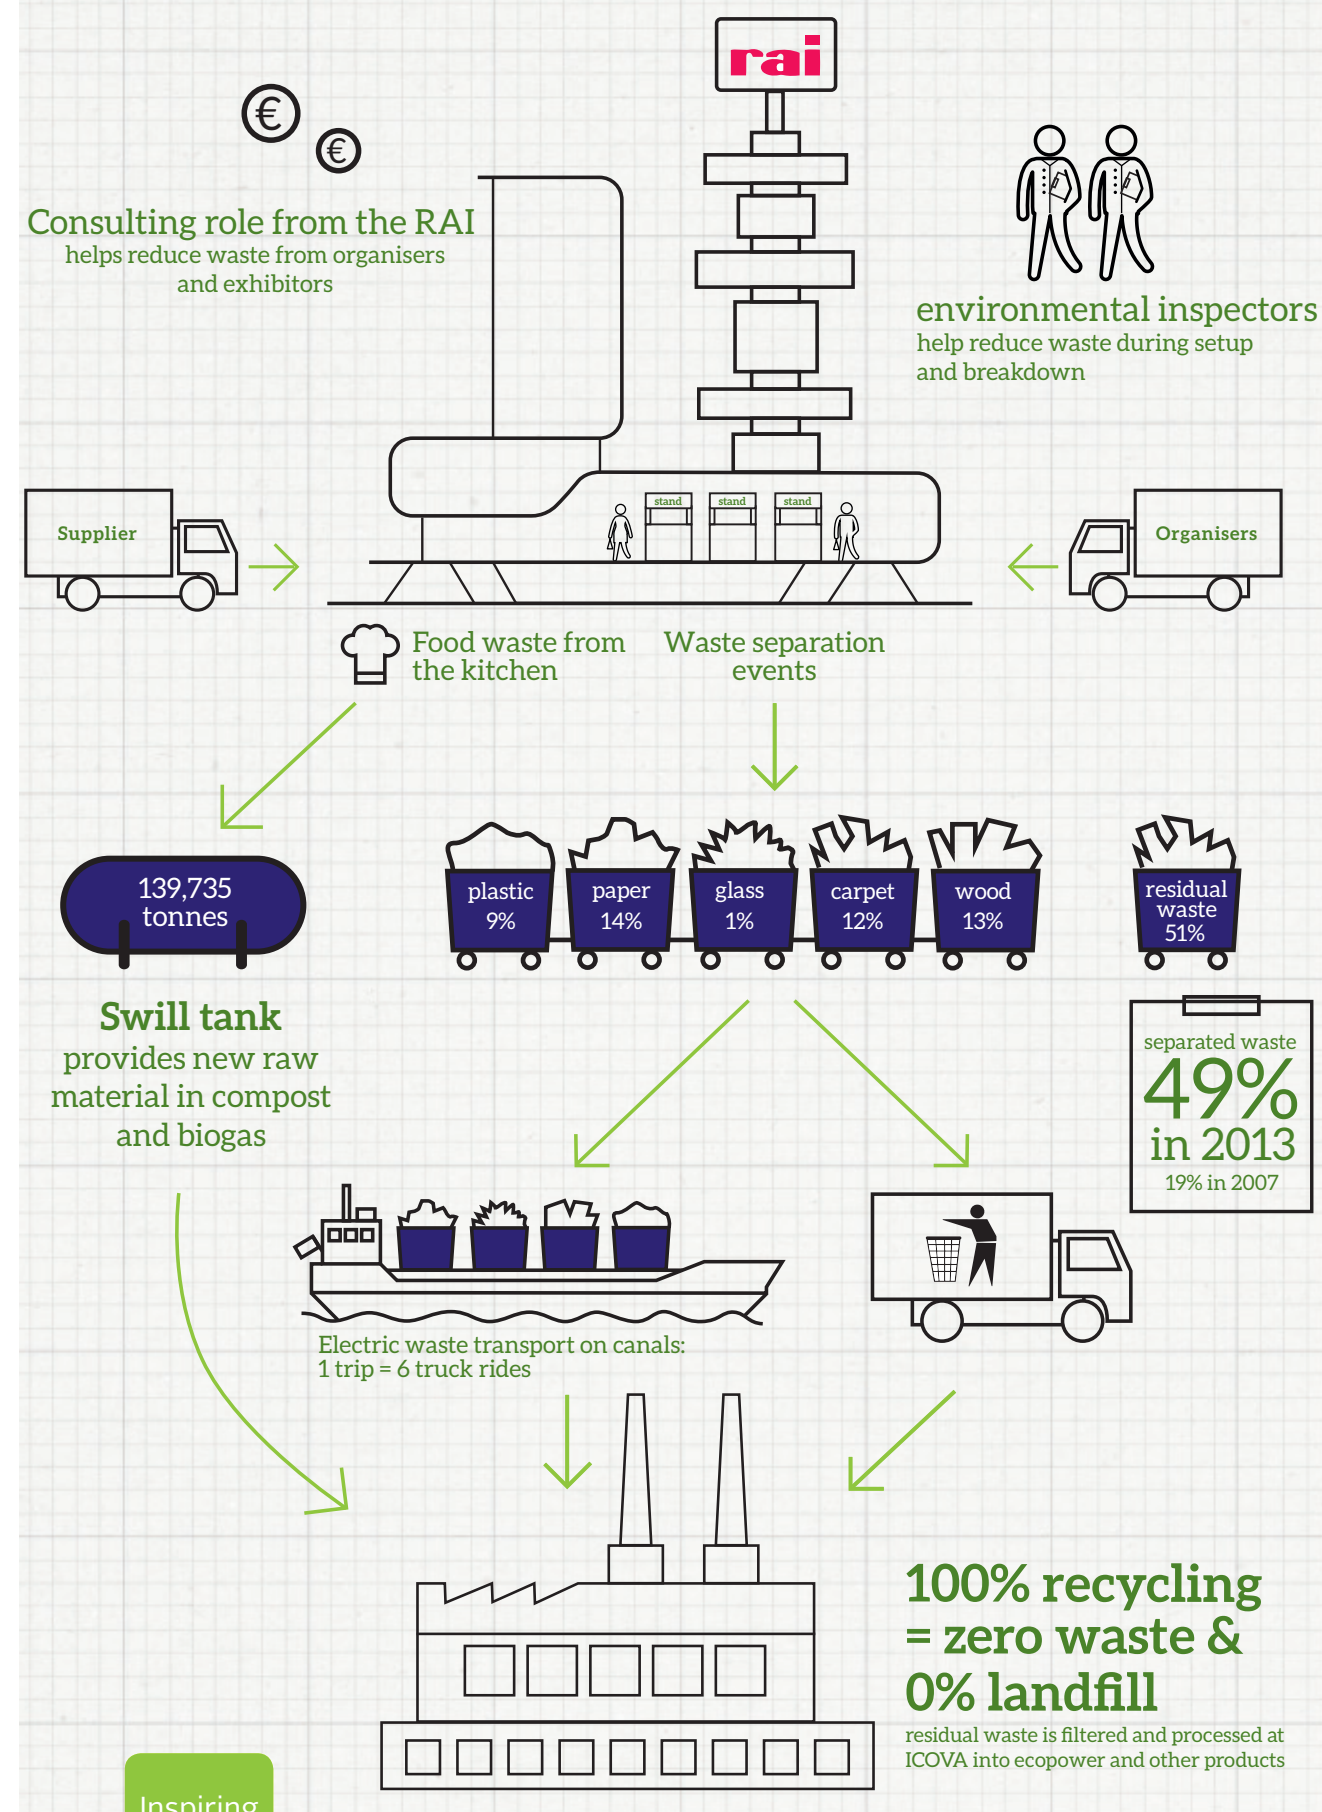 rai
€
€
Consulting role from the RAI
helps reduce waste from organisers
and exhibitors
environmental inspectors
help reduce waste during setup
and breakdown
Supplier
stand
stand
stand
Organisers
Food waste from
the kitchen
Waste separation
events
139,735
tonnes
plastic
9%
paper
14%
glass
1%
carpet
12%
wood
13%
residual
waste
51%
Swill tank
provides new raw
material in compost
and biogas
separated waste
49%
in 2013
19% in 2007
Electric waste transport on canals:
1 trip = 6 truck rides
100% recycling
= zero waste &
0% landfill
residual waste is filtered and processed at
ICOVA into ecopower and other products
Inspiring